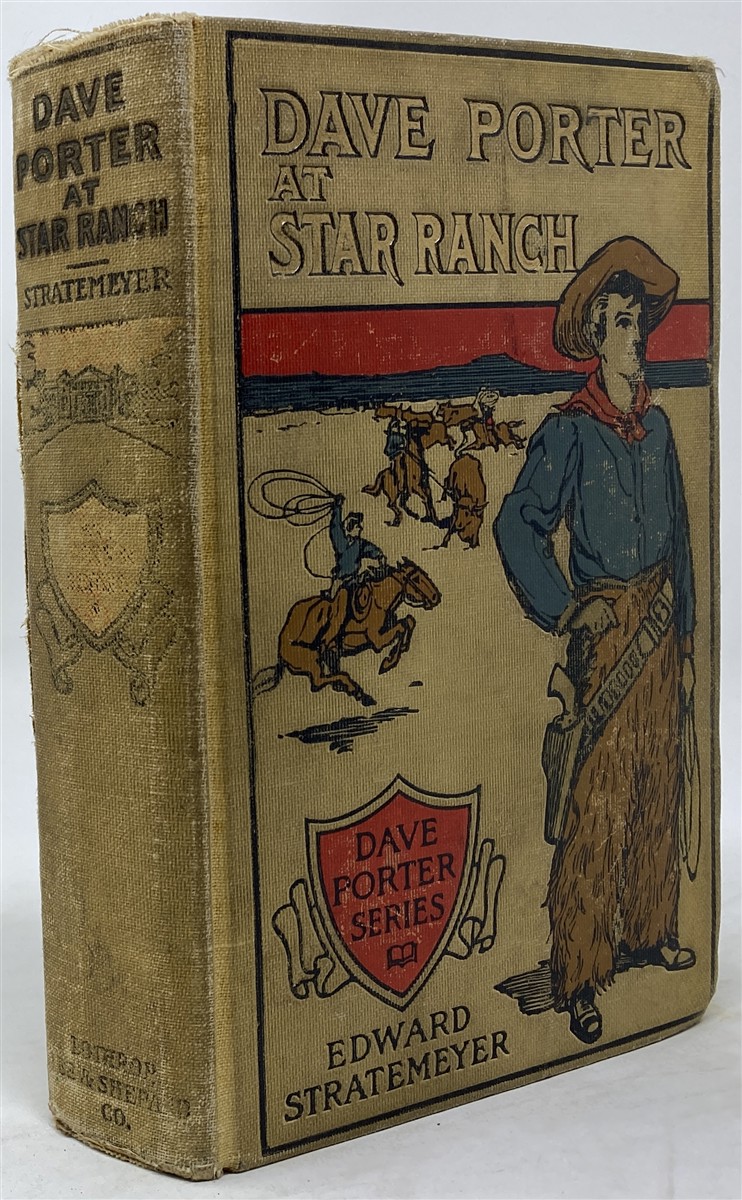 DAVE
PORTER
AT
STAR RANCH
STRATEMEYER
LOTHROP
LEE & SHEPARD
CO.
DAVE PORTER
AT
STAR RANCH
DAVE
PORTER
SERIES
EDWARD
STRATEMEYER